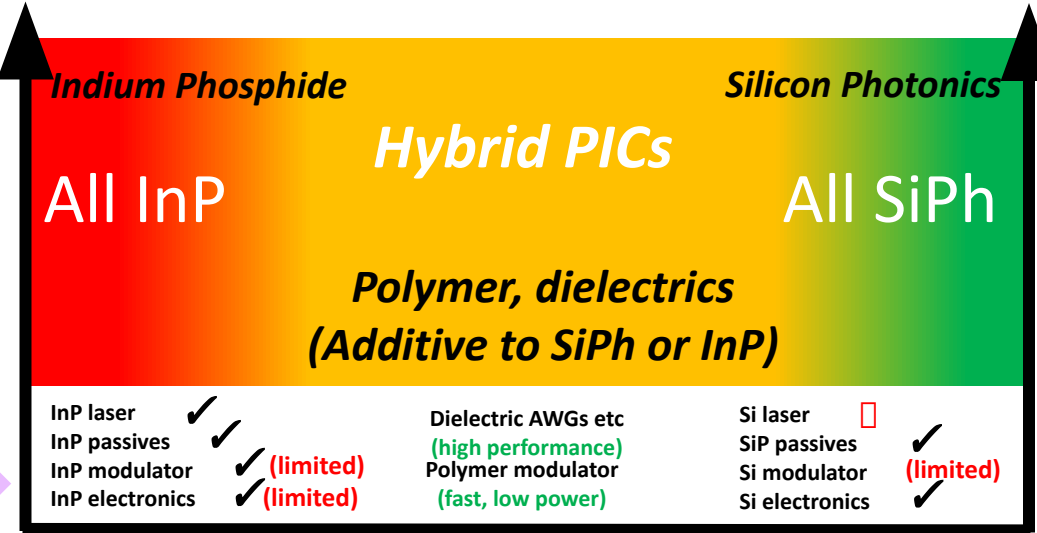 Indium Phosphide
Silicon Photonics
Hybrid PICs
All InP
All SiPh
Polymer, dielectrics
(Additive to SiPh or InP)
InP laser ✓
InP passives ✓
InP modulator ✓ (limited)
InP electronics ✓ (limited)
Dielectric AWGs etc
(high performance)
Polymer modulator
(fast, low power)
Si laser
SiP passives ✓
Si modulator (limited)
Si electronics ✓